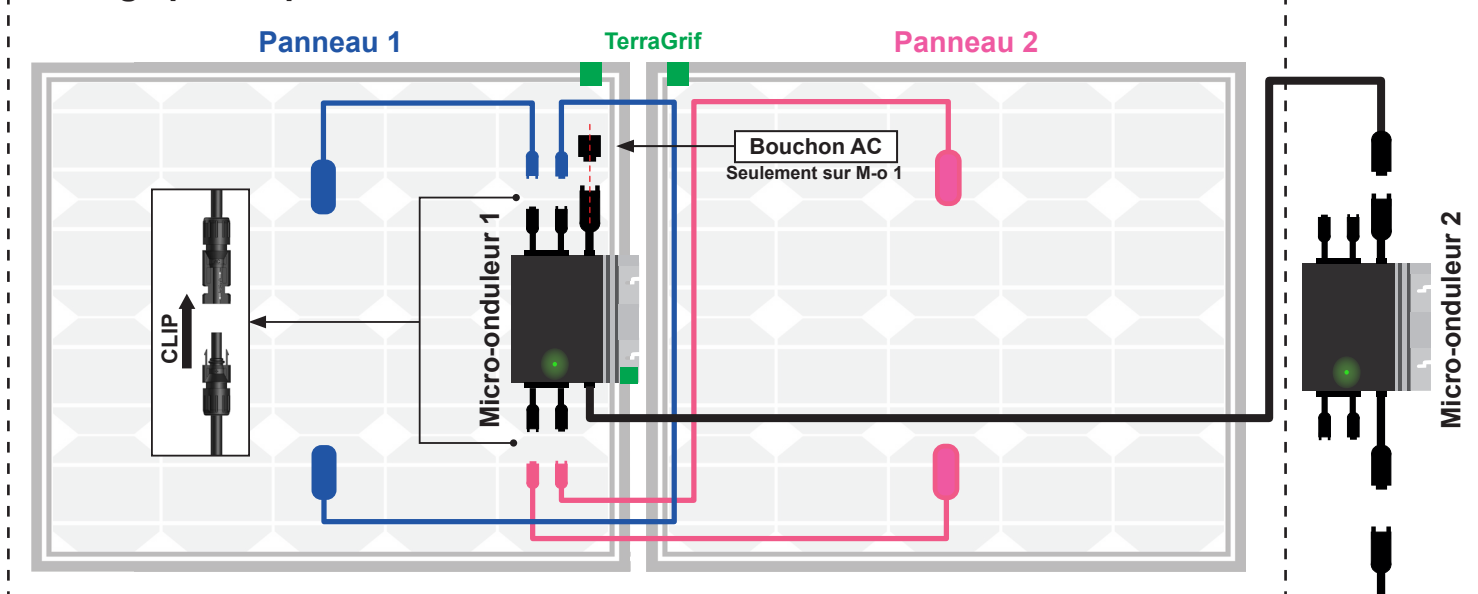 Panneau 1
TerraGrif
Panneau 2
Bouchon AC
Seulement sur M-o 1
CLIP
Micro-onduleur 1
Micro-onduleur 2